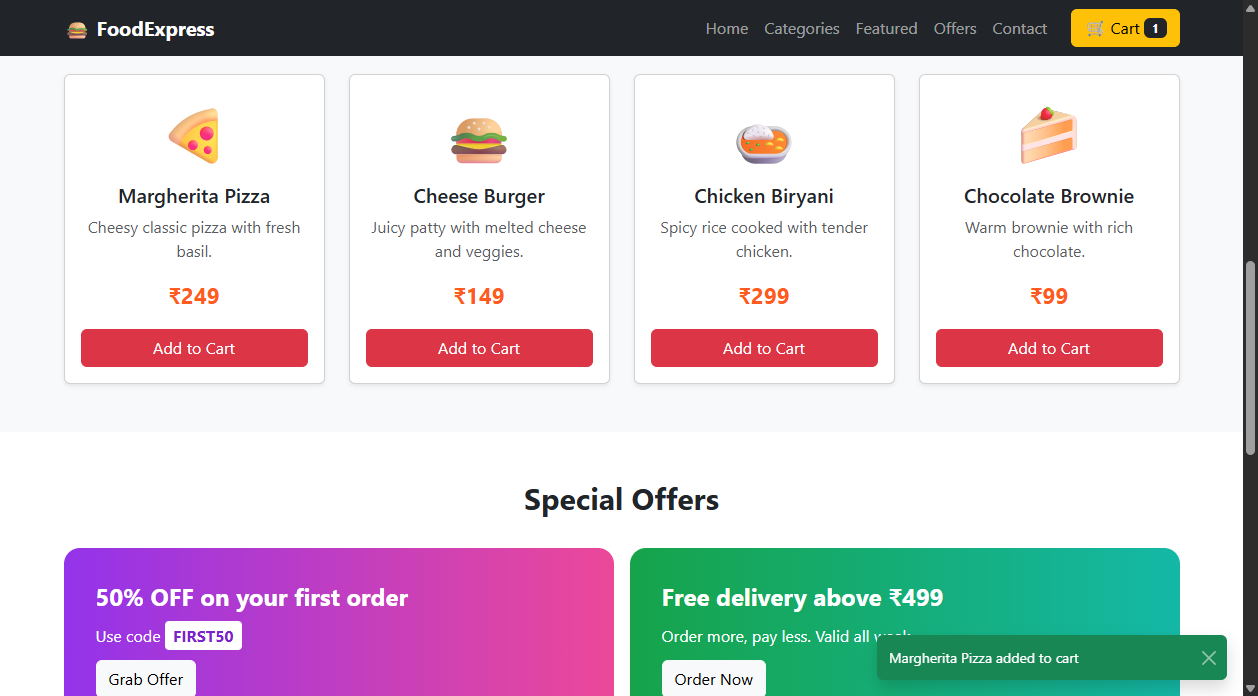 FoodExpress
Home Categories Featured Offers Contact Cart 1
Margherita Pizza
Cheesy classic pizza with fresh
basil.
₹249
Add to Cart
Cheese Burger
Juicy patty with melted cheese
and veggies.
₹149
Add to Cart
Chicken Biryani
Spicy rice cooked with tender
chicken.
₹299
Add to Cart
Chocolate Brownie
Warm brownie with rich
chocolate.
₹99
Add to Cart
Special Offers
50% OFF on your first order
Use code FIRST50
Grab Offer
Free delivery above ₹499
Order more, pay less. Valid all
Order Now
Margherita Pizza added to cart